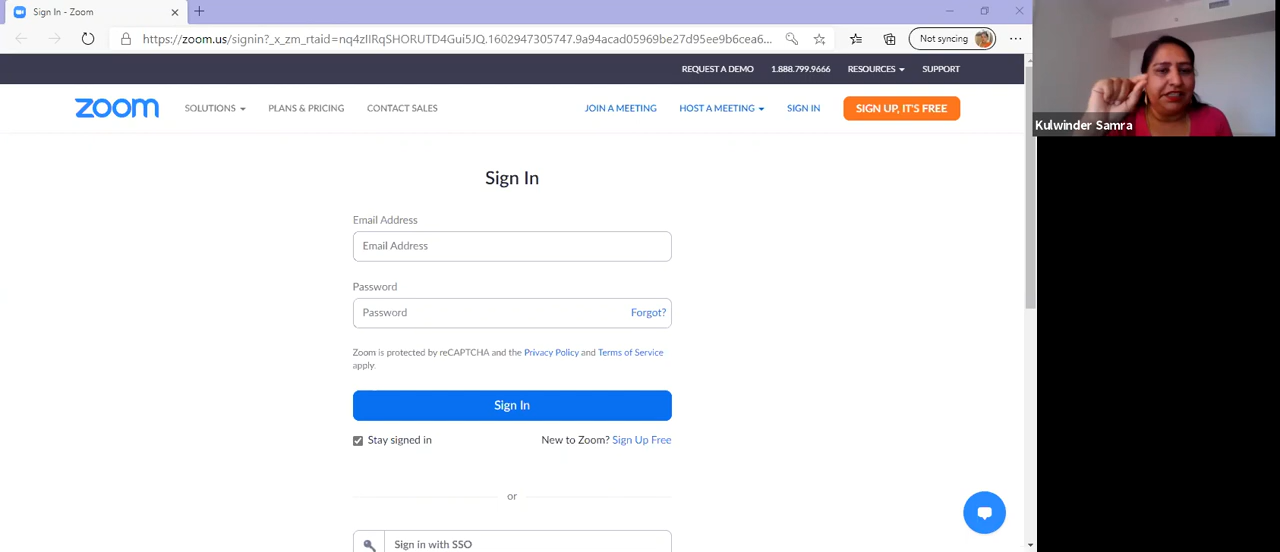 Sign In - Zoom
https://zoom.us/signin?_x_zm_rtaid=nq4zIIRqSHORUTD4Gui5JQ.1602947305747.9a94acad05969be27d95ee9b6cea6...
Not syncing
REQUEST A DEMO 1.888.799.9666 RESOURCES SUPPORT
zoom SOLUTIONS PLANS & PRICING CONTACT SALES JOIN A MEETING HOST A MEETING SIGN IN SIGN UP, IT'S FREE
Kulwinder Samra
Sign In
Email Address
Email Address
Password
Password Forgot?
Zoom is protected by reCAPTCHA and the Privacy Policy and Terms of Service
apply.
Sign In
Stay signed in New to Zoom? Sign Up Free
or
Sign in with SSO